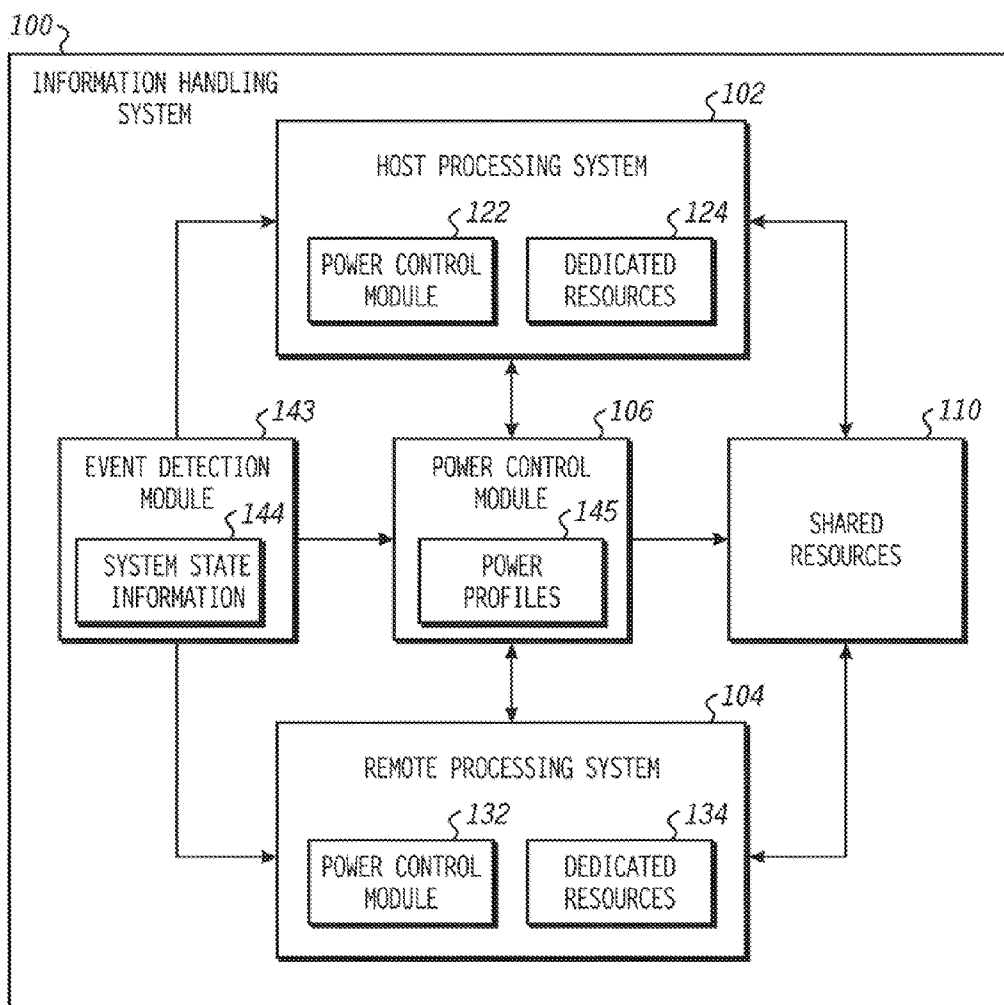 100
INFORMATION HANDLING
SYSTEM
102
HOST PROCESSING SYSTEM
122
POWER CONTROL
MODULE
124
DEDICATED
RESOURCES
143
EVENT DETECTION
MODULE
144
SYSTEM STATE
INFORMATION
106
POWER CONTROL
MODULE
145
POWER
PROFILES
110
SHARED
RESOURCES
104
REMOTE PROCESSING SYSTEM
132
POWER CONTROL
MODULE
134
DEDICATED
RESOURCES